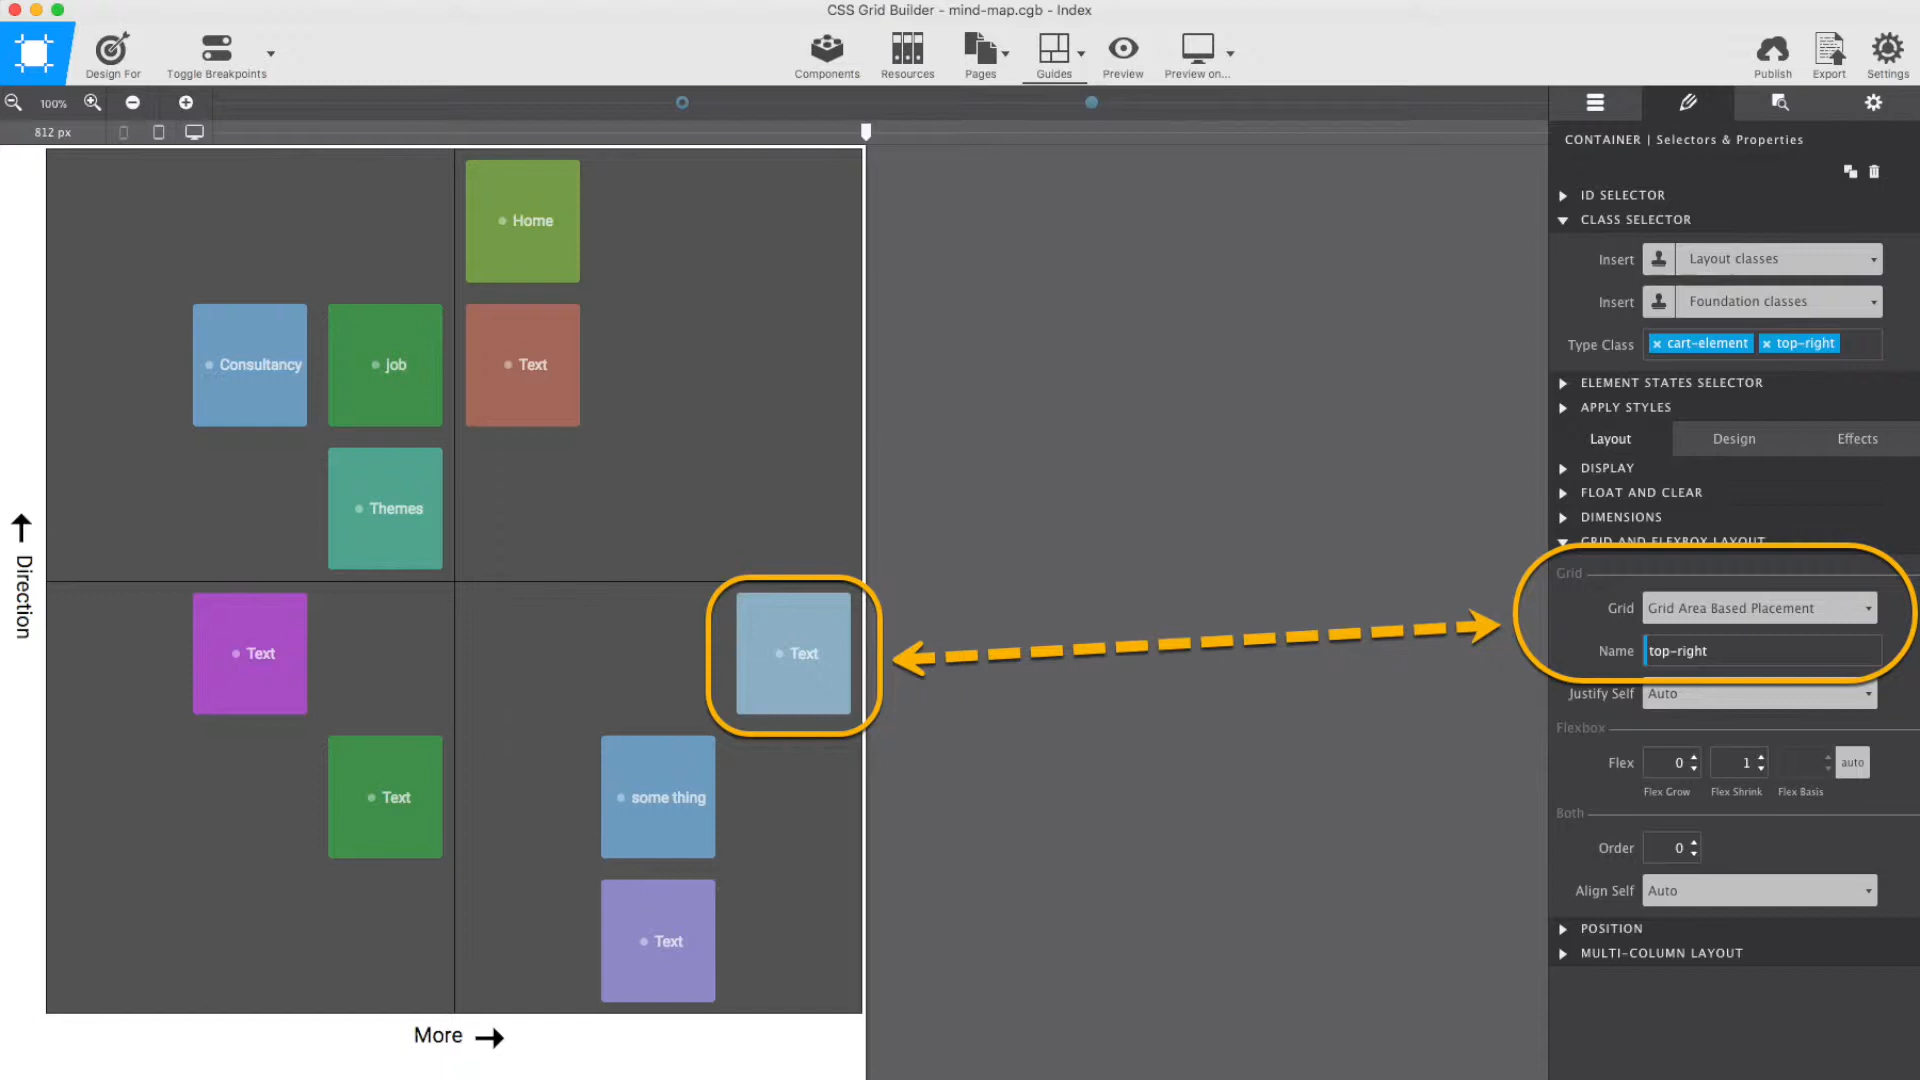 CSS Grid Builder - mind-map.cgb - Index
Design For
Toggle Breakpoints
Components
Resources
Pages
Guides
Preview
Preview on...
Publish
Export
Settings
100%
812 px
CONTAINER | Selectors & Properties
ID SELECTOR
CLASS SELECTOR
Insert
Layout classes
Insert
Foundation classes
Type Class
× cart-element
× top-right
ELEMENT STATES SELECTOR
APPLY STYLES
Layout
Design
Effects
DISPLAY
FLOAT AND CLEAR
DIMENSIONS
GRID AND FLEXBOX LAYOUT
Grid
Grid
Grid Area Based Placement
Name
top-right
Justify Self
Auto
Flexbox
Flex
0
1
auto
Flex Grow
Flex Shrink
Flex Basis
Both
Order
0
Align Self
Auto
POSITION
MULTI-COLUMN LAYOUT
Home
Consultancy
job
Text
Themes
Text
Text
Text
some thing
Text
Direction
More